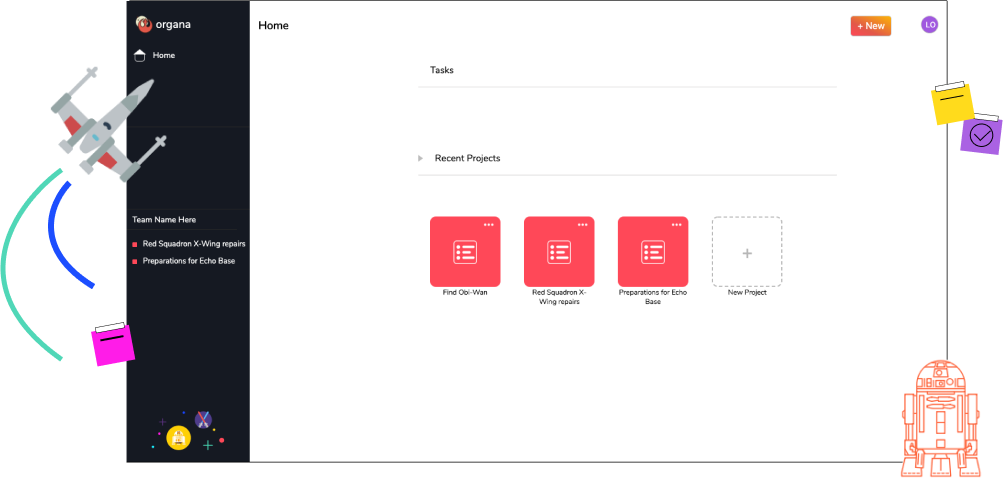 organa
Home
Team Name Here
Red Squadron X-Wing repairs
Preparations for Echo Base
Home
+ New
LO
Tasks
Recent Projects
Find Obi-Wan
Red Squadron X-
Wing repairs
Preparations for Echo
Base
+
New Project